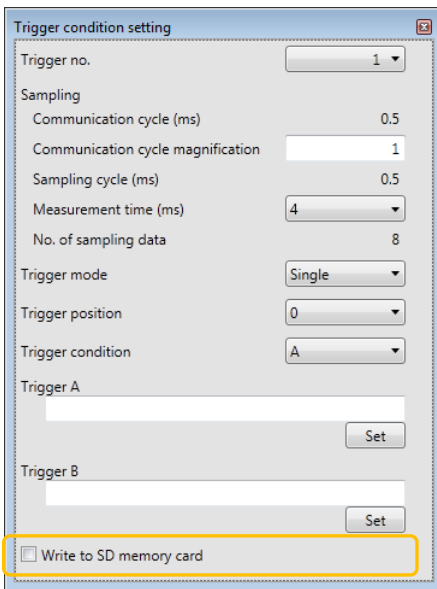 Trigger condition setting
Trigger no. 1
Sampling
Communication cycle (ms) 0.5
Communication cycle magnification 1
Sampling cycle (ms) 0.5
Measurement time (ms) 4
No. of sampling data 8
Trigger mode Single
Trigger position 0
Trigger condition A
Trigger A
Set
Trigger B
Set
Write to SD memory card